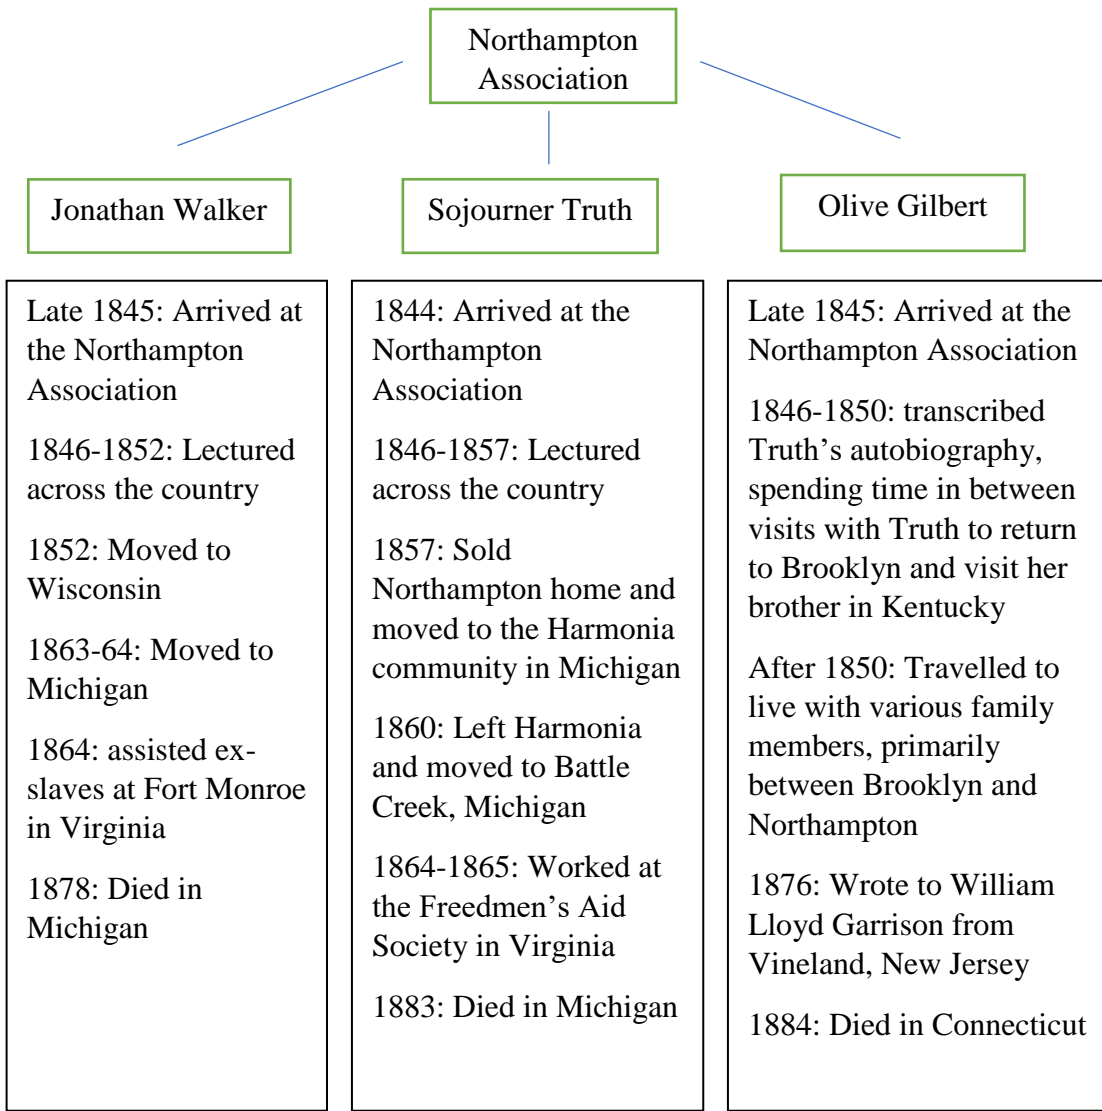 Northampton
Association
Jonathan Walker
Sojourner Truth
Olive Gilbert
Late 1845: Arrived at
the Northampton
Association
1846-1852: Lectured
across the country
1852: Moved to
Wisconsin
1863-64: Moved to
Michigan
1864: assisted ex-
slaves at Fort Monroe
in Virginia
1878: Died in
Michigan
1844: Arrived at the
Northampton
Association
1846-1857: Lectured
across the country
1857: Sold
Northampton home and
moved to the Harmonia
community in Michigan
1860: Left Harmonia
and moved to Battle
Creek, Michigan
1864-1865: Worked at
the Freedmen’s Aid
Society in Virginia
1883: Died in Michigan
Late 1845: Arrived at the
Northampton Association
1846-1850: transcribed
Truth’s autobiography,
spending time in between
visits with Truth to return
to Brooklyn and visit her
brother in Kentucky
After 1850: Travelled to
live with various family
members, primarily
between Brooklyn and
Northampton
1876: Wrote to William
Lloyd Garrison from
Vineland, New Jersey
1884: Died in Connecticut